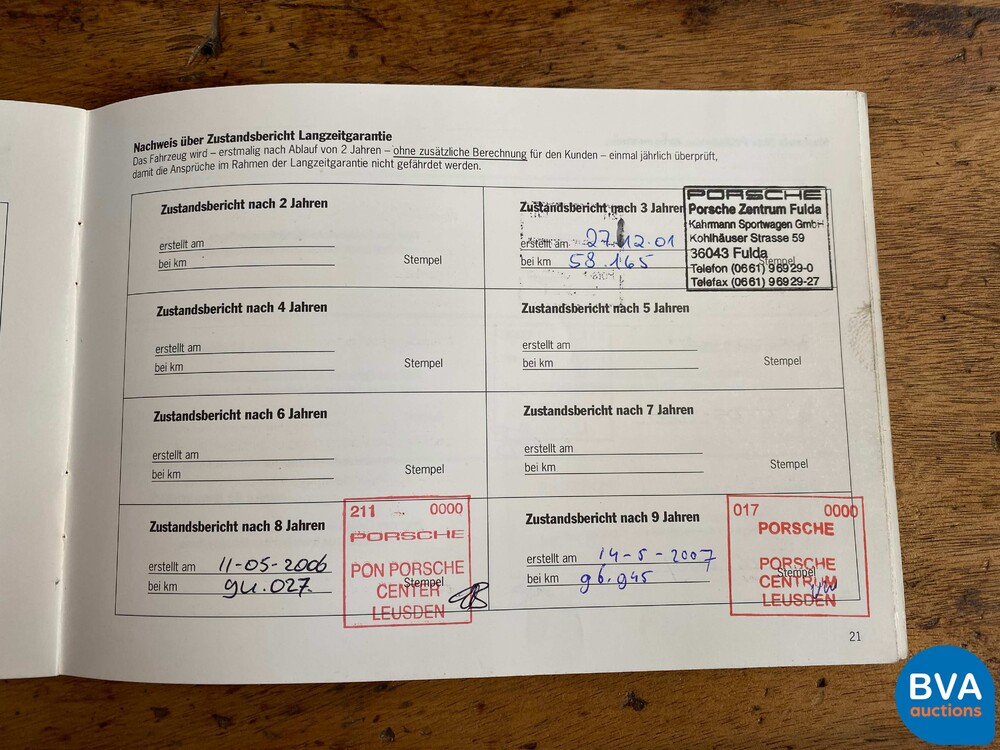 Nachweis über Zustandsbericht Langzeitgarantie
Das Fahrzeug wird – erstmalig nach Ablauf von 2 Jahren – ohne zusätzliche Berechnung für den Kunden – einmal jährlich überprüft,
damit die Ansprüche im Rahmen der Langzeitgarantie nicht gefährdet werden.
Zustandsbericht nach 2 Jahren
erstellt am
bei km
Stempel
Zustandsbericht nach 3 Jahren
erstellt am 27.12.01
bei km 58.165
Stempel
PORSCHE
Porsche Zentrum Fulda
Kahrmann Sportwagen GmbH
Kohlhäuser Strasse 59
36043 Fulda
Telefon (0661) 96929-0
Telefax (0661) 96929-27
Zustandsbericht nach 4 Jahren
erstellt am
bei km
Stempel
Zustandsbericht nach 5 Jahren
erstellt am
bei km
Stempel
Zustandsbericht nach 6 Jahren
erstellt am
bei km
Stempel
Zustandsbericht nach 7 Jahren
erstellt am
bei km
Stempel
Zustandsbericht nach 8 Jahren
erstellt am 11-05-2006
bei km 94.027
Stempel
211 0000
PORSCHE
PON PORSCHE
CENTER
LEUSDEN
Zustandsbericht nach 9 Jahren
erstellt am 14-5-2007
bei km 96.945
Stempel
017 0000
PORSCHE
PORSCHE
CENTRUM
LEUSDEN
21
BVA
auctions